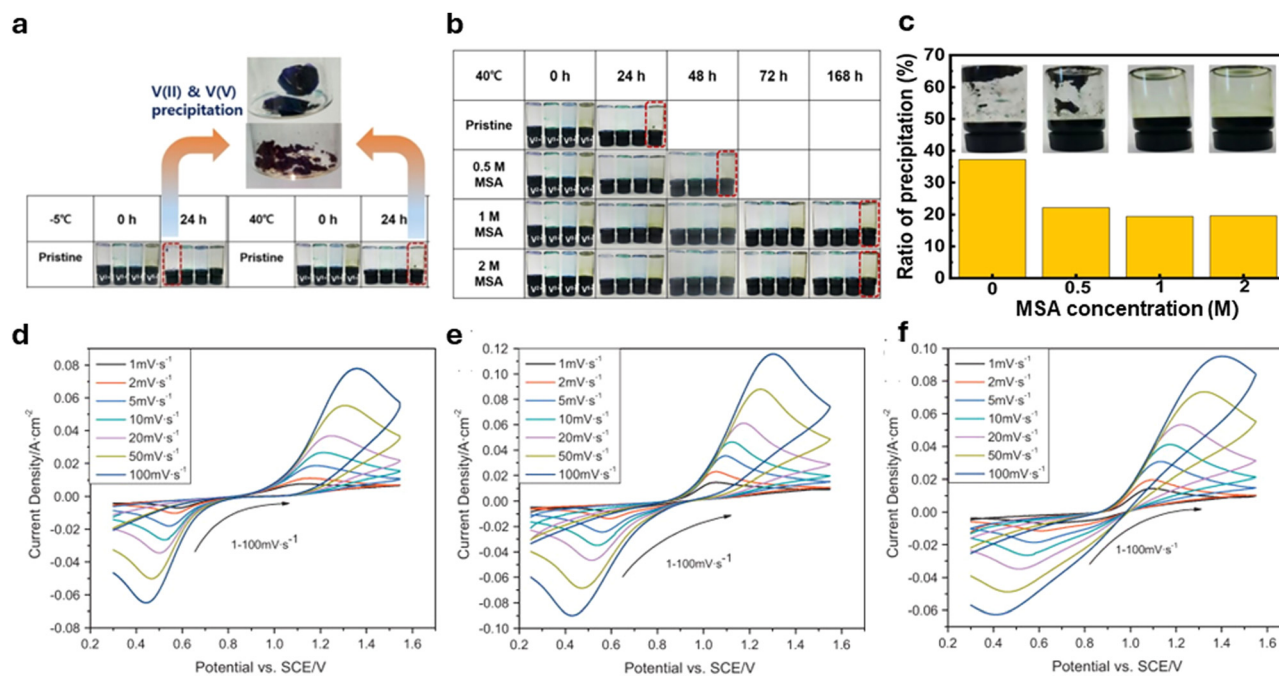 a
V(II) & V(V)
precipitation
-5℃
0 h
24 h
40℃
0 h
24 h
Pristine
Pristine
b
40℃
0 h
24 h
48 h
72 h
168 h
Pristine
0.5 M
MSA
1 M
MSA
2 M
MSA
c
Ratio of precipitation (%)
70
60
50
40
30
20
10
0
0
0.5
1
2
MSA concentration (M)
d
Current Density/A·cm⁻²
0.08
0.06
0.04
0.02
0.00
-0.02
-0.04
-0.06
-0.08
1mV·s⁻¹
2mV·s⁻¹
5mV·s⁻¹
10mV·s⁻¹
20mV·s⁻¹
50mV·s⁻¹
100mV·s⁻¹
1-100mV·s⁻¹
0.2
0.4
0.6
0.8
1.0
1.2
1.4
1.6
Potential vs. SCE/V
e
Current Density/A·cm⁻²
0.12
0.10
0.08
0.06
0.04
0.02
0.00
-0.02
-0.04
-0.06
-0.08
-0.10
1mV·s⁻¹
2mV·s⁻¹
5mV·s⁻¹
10mV·s⁻¹
20mV·s⁻¹
50mV·s⁻¹
100mV·s⁻¹
1-100mV·s⁻¹
0.2
0.4
0.6
0.8
1.0
1.2
1.4
1.6
Potential vs. SCE/V
f
Current Density/A·cm⁻²
0.10
0.08
0.06
0.04
0.02
0.00
-0.02
-0.04
-0.06
1mV·s⁻¹
2mV·s⁻¹
5mV·s⁻¹
10mV·s⁻¹
20mV·s⁻¹
50mV·s⁻¹
100mV·s⁻¹
1-100mV·s⁻¹
0.2
0.4
0.6
0.8
1.0
1.2
1.4
1.6
Potential vs. SCE/V